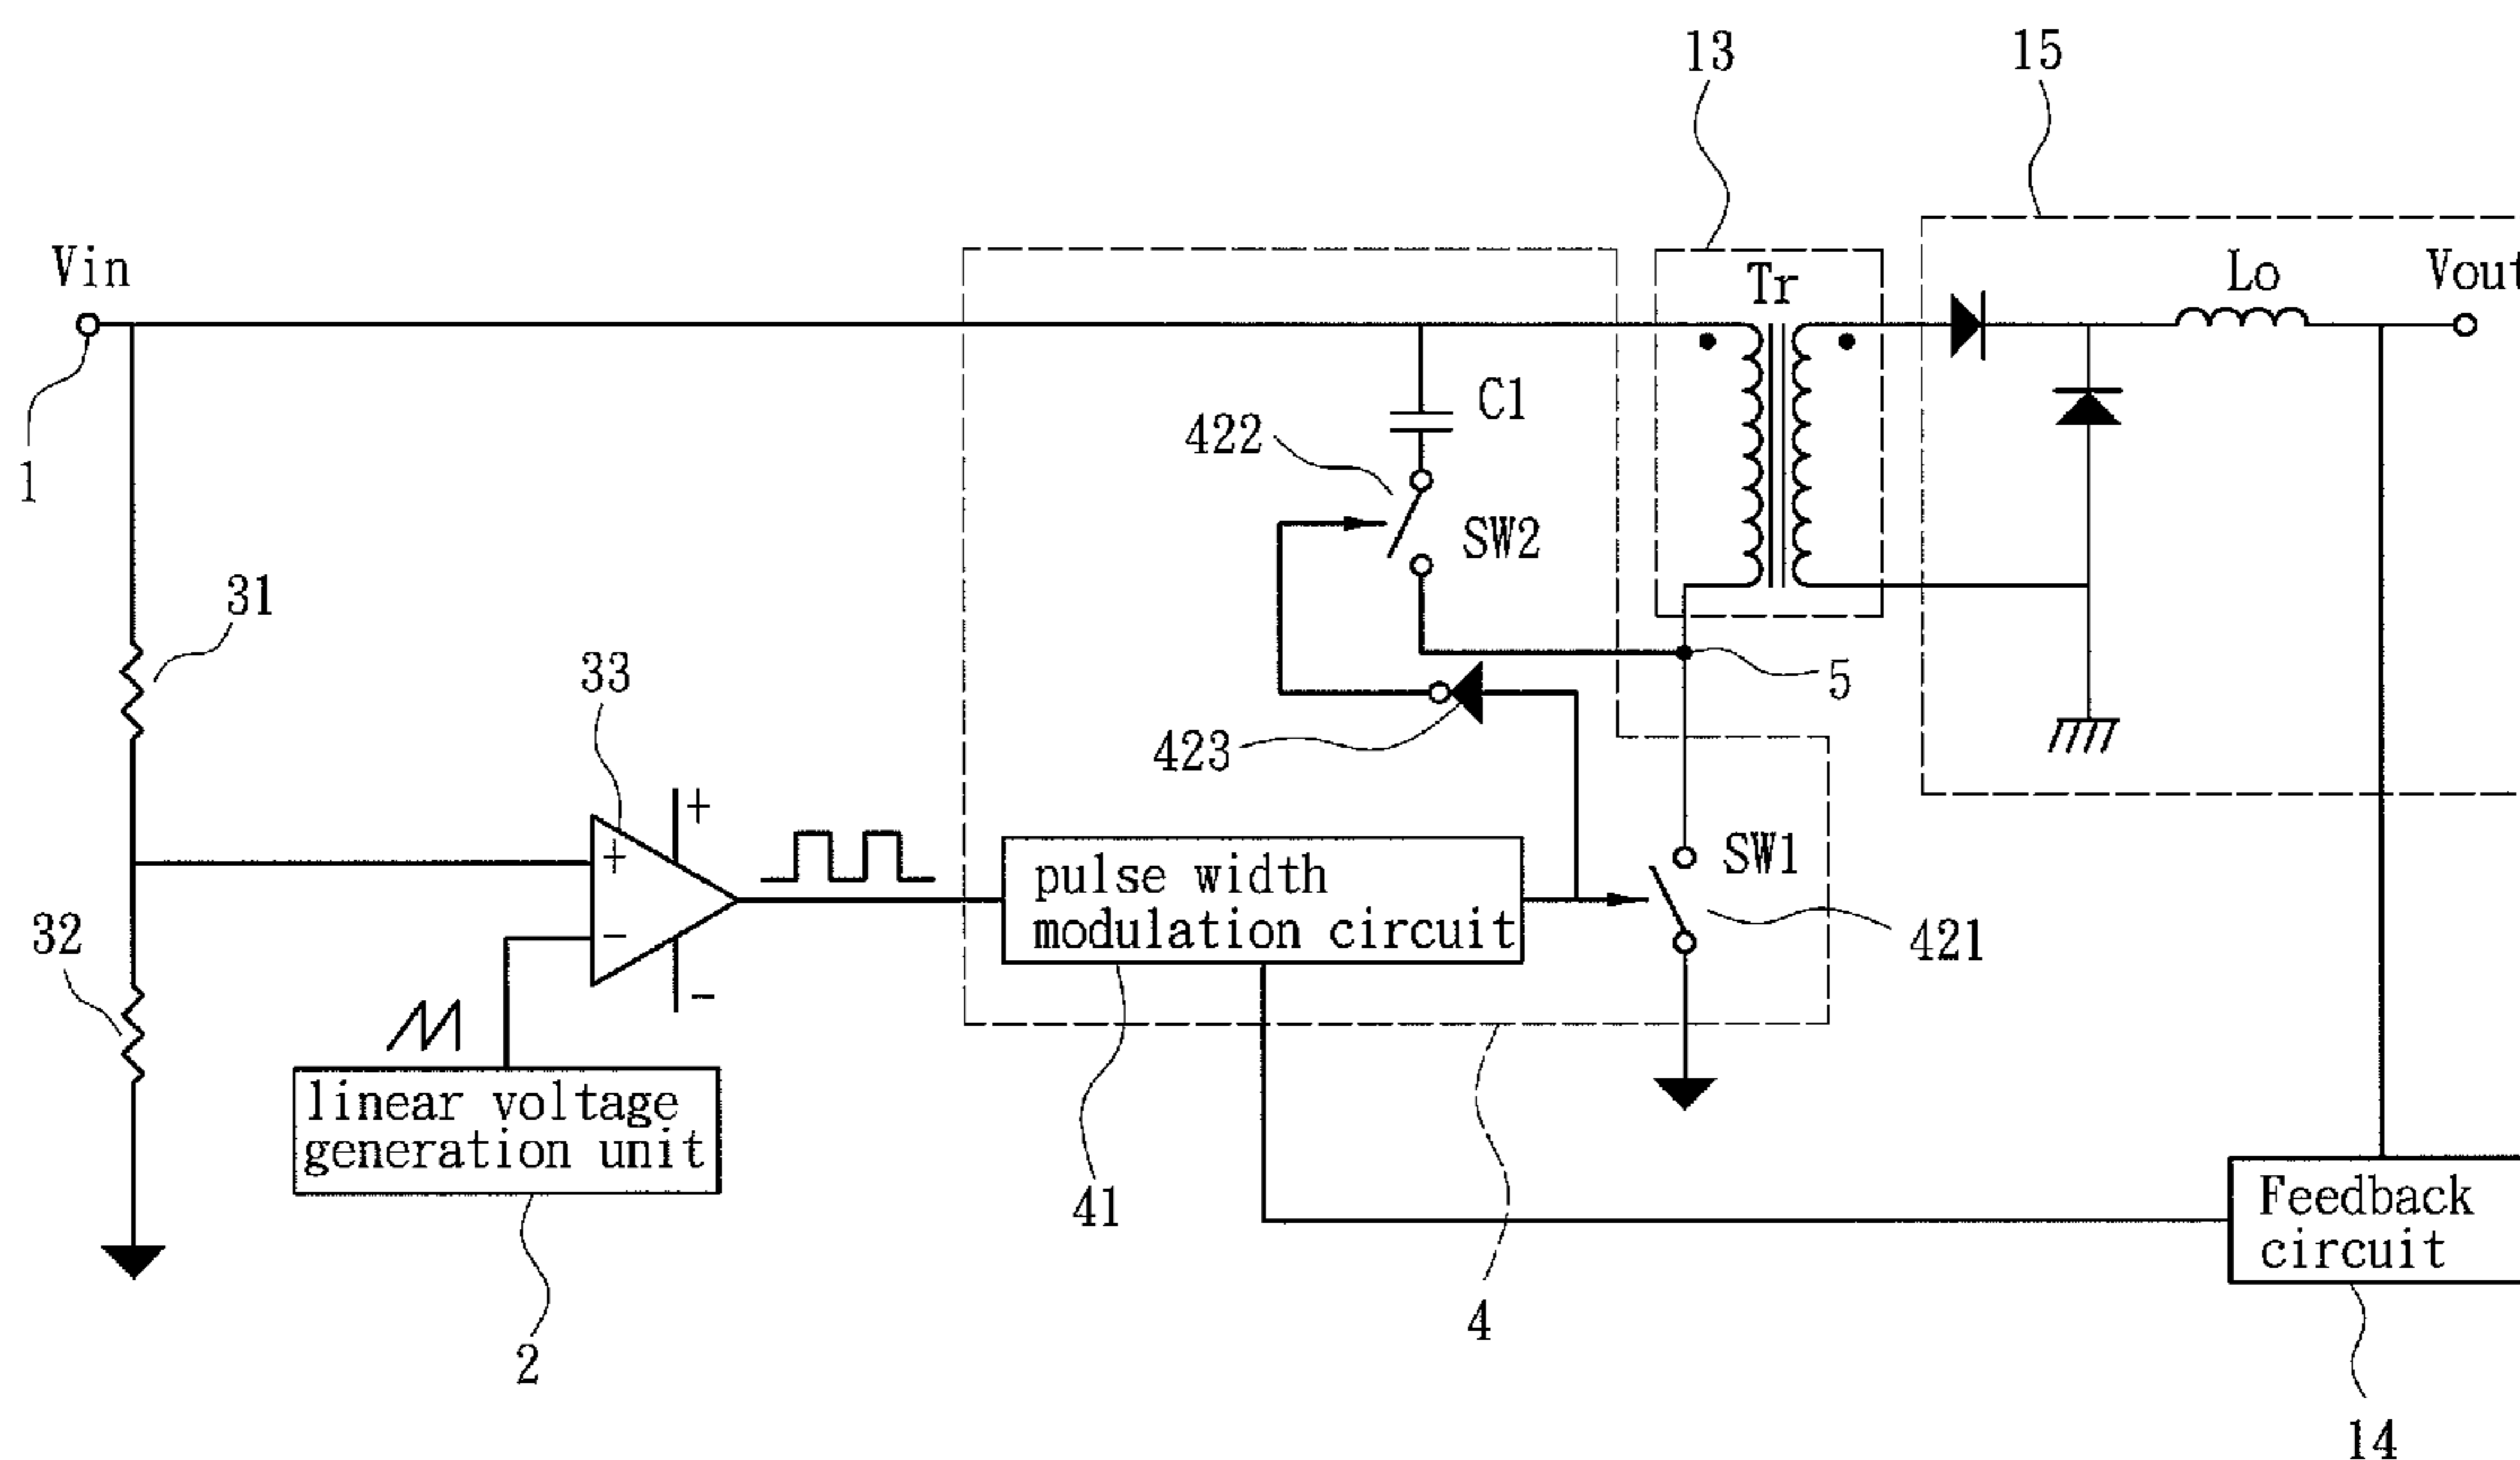 13
15
Vin
Tr
Lo
Vout
1
C1
422
SW2
31
33
5
423
+
+
SW1
pulse width
modulation circuit
32
-
421
-
linear voltage
generation unit
41
Feedback
circuit
4
2
14